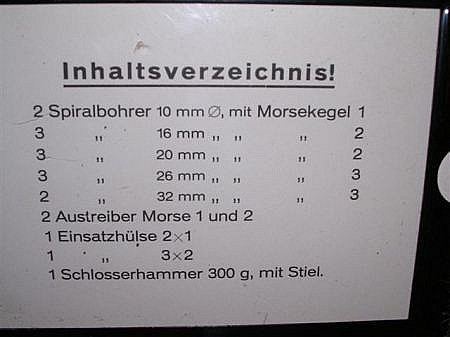 Inhaltsverzeichnis!
2 Spiralbohrer 10 mm Ø, mit Morsekegel 1
3 „ 16 mm „ „ „ 2
3 „ 20 mm „ „ „ 2
3 „ 26 mm „ „ „ 3
2 „ 32 mm „ „ „ 3
2 Austreiber Morse 1 und 2
1 Einsatzhülse 2×1
1 „ 3×2
1 Schlosserhammer 300 g, mit Stiel.